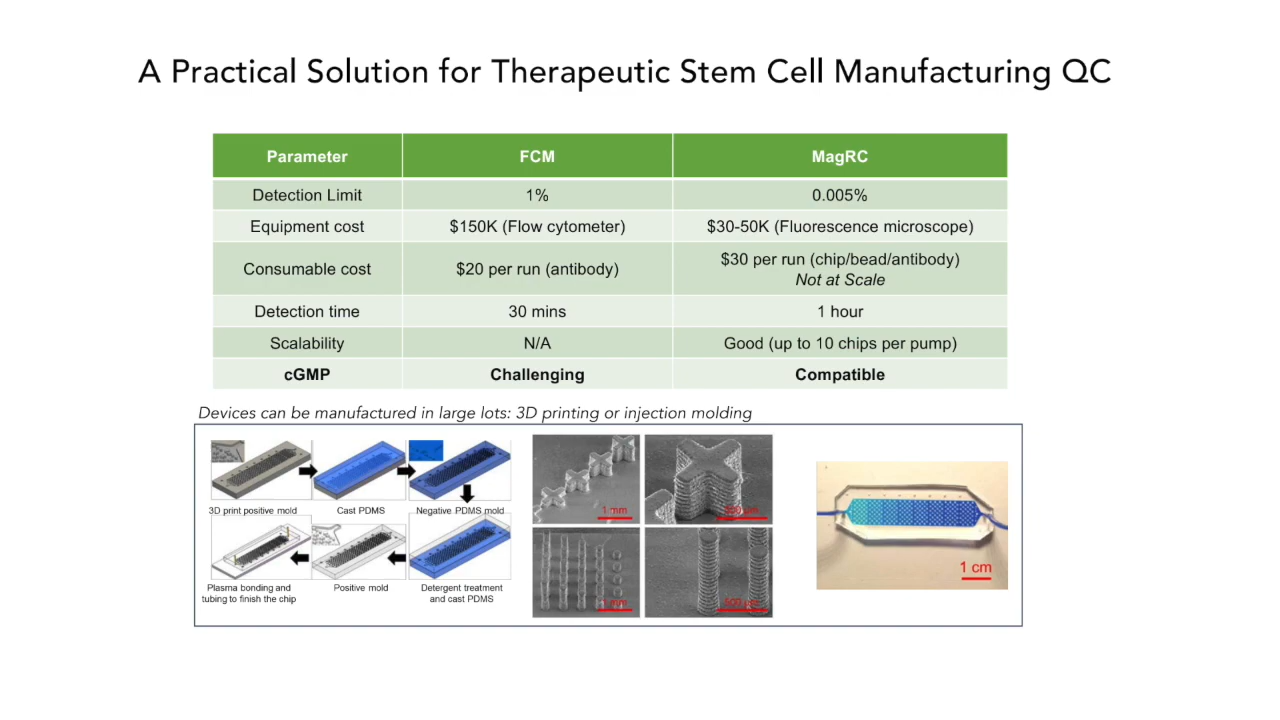 A Practical Solution for Therapeutic Stem Cell Manufacturing QC
Parameter FCM MagRC
Detection Limit 1% 0.005%
Equipment cost $150K (Flow cytometer) $30-50K (Fluorescence microscope)
Consumable cost $20 per run (antibody) $30 per run (chip/bead/antibody)
Not at Scale
Detection time 30 mins 1 hour
Scalability N/A Good (up to 10 chips per pump)
cGMP Challenging Compatible
Devices can be manufactured in large lots: 3D printing or injection molding
3D print positive mold Cast PDMS Negative PDMS mold
Plasma bonding and
tubing to finish the chip
Positive mold
Detergent treatment
and cast PDMS
1 mm
mm
1 cm